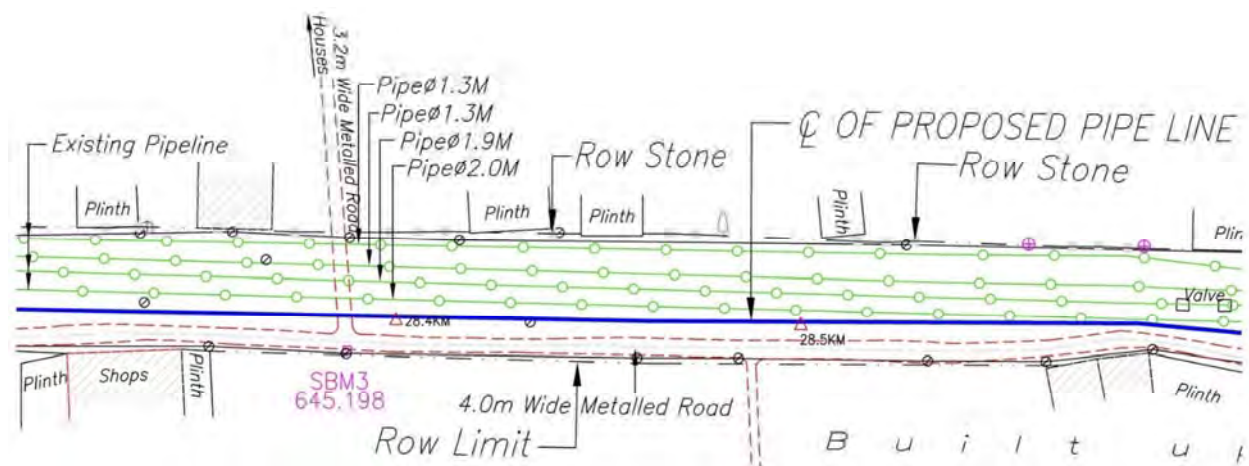 Houses
3.2m Wide Metalled Road
Pipeø1.3M
Pipeø1.3M
Pipeø1.9M
Pipeø2.0M
Existing Pipeline
Row Stone
℄ OF PROPOSED PIPE LINE
Row Stone
Plinth
Plinth
Plinth
Plinth
Valve
28.4KM
28.5KM
Plinth
Shops
Plinth
SBM3
645.198
4.0m Wide Metalled Road
Row Limit
Plinth
Built u